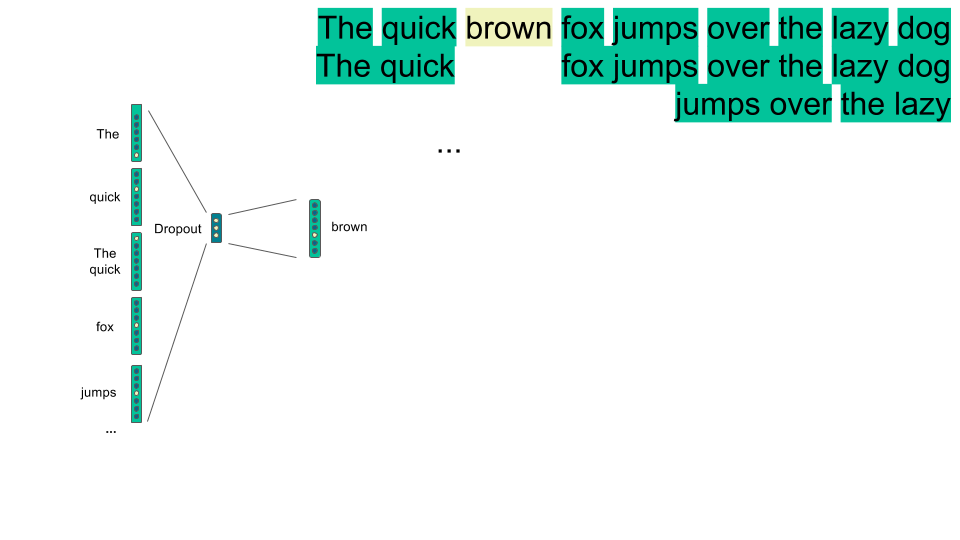 The quick brown fox jumps over the lazy dog
The quick fox jumps over the lazy dog
jumps over the lazy
...
The
quick
Dropout
brown
The
quick
fox
jumps
...